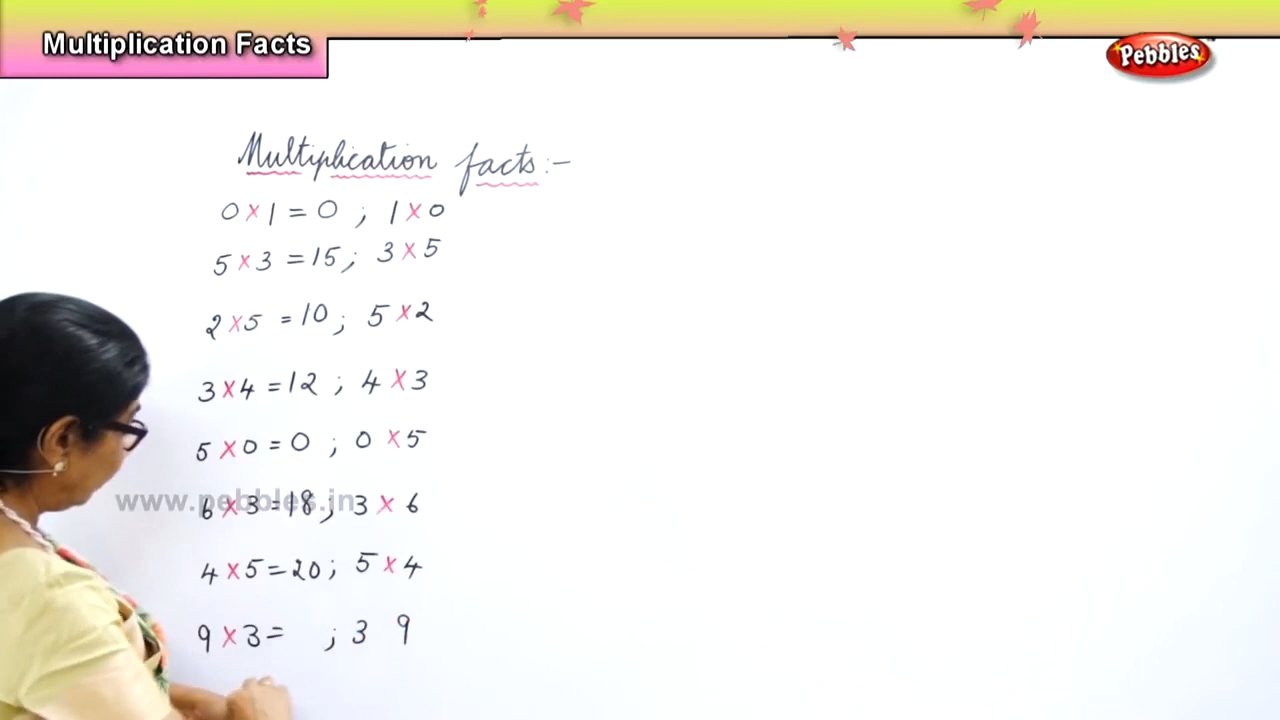 Multiplication Facts
Pebbles
Multiplication facts:-
0 x 1 = 0 ; 1 x 0
5 x 3 = 15 ; 3 x 5
2 x 5 = 10 ; 5 x 2
3 x 4 = 12 ; 4 x 3
5 x 0 = 0 ; 0 x 5
www.pebbles.in
6 x 3 = 18 ; 3 x 6
4 x 5 = 20 ; 5 x 4
9 x 3 = ; 3 9